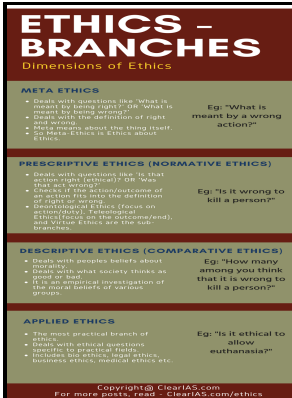 ETHICS –
BRANCHES
Dimensions of Ethics
META ETHICS
• Deals with questions like 'What is
meant by being right?' OR 'What is
meant by being wrong?'
• Deals with the definition of right
and wrong.
• Meta means about the thing itself.
• So Meta-Ethics is Ethics about
Ethics.
Eg: "What is
meant by a wrong
action?"
PRESCRIPTIVE ETHICS (NORMATIVE ETHICS)
• Deals with questions like 'Is that
action right [ethical]? OR 'Was
that act wrong?'
• Checks if the action/outcome of
an action fits into the definition
of right or wrong.
• Deontological Ethics (focus on
action/duty), Teleological
Ethics(focus on the outcome/end),
and Virtue Ethics are the sub-
branches.
Eg: "Is it wrong to
kill a person?"
DESCRIPTIVE ETHICS (COMPARATIVE ETHICS)
• Deals with peoples beliefs about
morality.
• Deals with what society thinks as
good or bad.
• It is an empirical investigation of
the moral beliefs of various
groups.
Eg: "How many
among you think
that it is wrong to
kill a person?"
APPLIED ETHICS
• The most practical branch of
ethics.
• Deals with ethical questions
specific to practical fields.
• Includes bio ethics, legal ethics,
business ethics, medical ethics etc.
Eg: "Is it ethical to
allow
euthanasia?"
Copyright@ ClearIAS.com
For more posts, read - ClearIAS.com/ethics